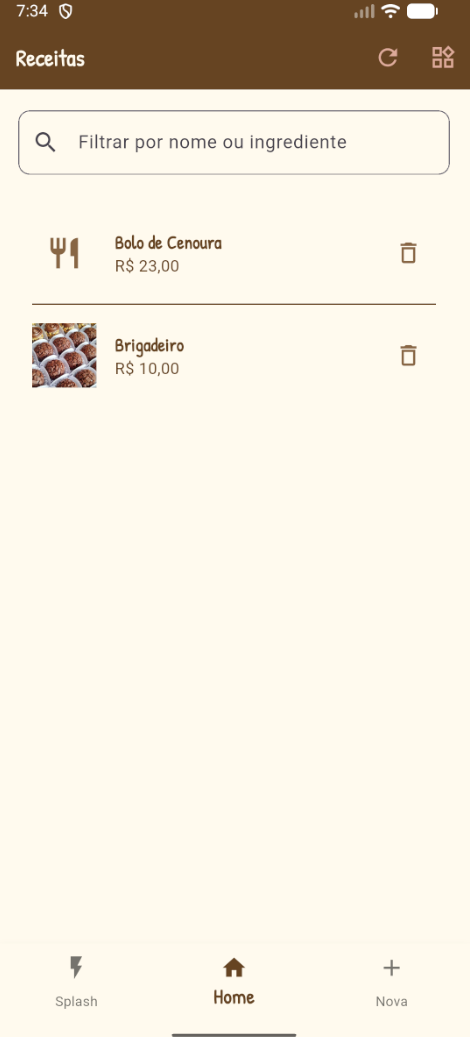 7:34
Receitas
Filtrar por nome ou ingrediente
Bolo de Cenoura
R$ 23,00
Brigadeiro
R$ 10,00
Splash
Home
Nova